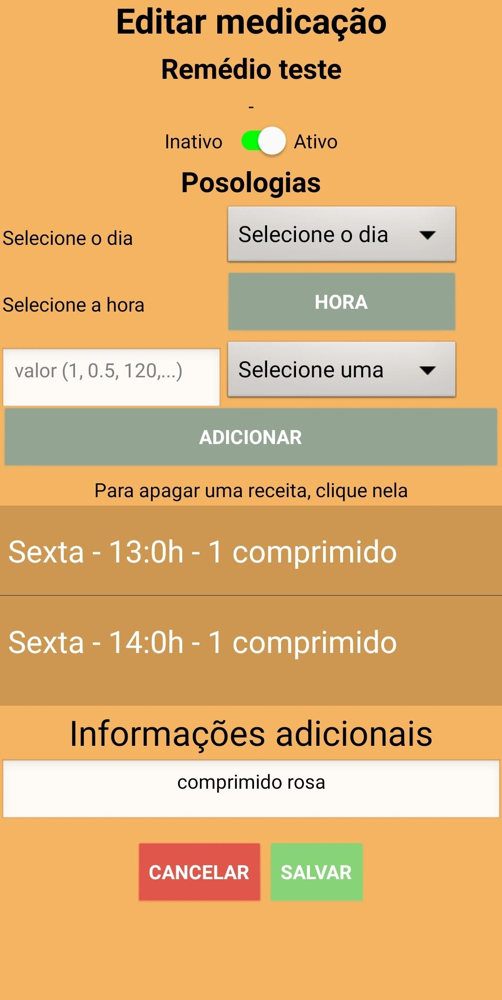 Editar medicação
Remédio teste
-
Inativo Ativo
Posologias
Selecione o dia Selecione o dia
Selecione a hora HORA
valor (1, 0.5, 120,...) Selecione uma
ADICIONAR
Para apagar uma receita, clique nela
Sexta - 13:0h - 1 comprimido
Sexta - 14:0h - 1 comprimido
Informações adicionais
comprimido rosa
CANCELAR SALVAR